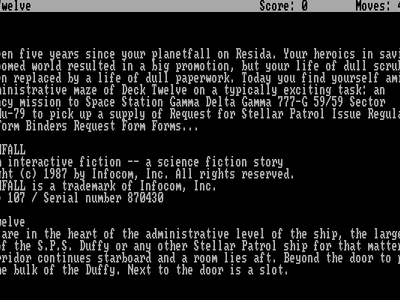 welve Score: 0 Moves:
en five years since your planetfall on Resida. Your heroics in savi
oomed world resulted in a big promotion, but your life of dull scrub
en replaced by a life of dull paperwork. Today you find yourself ami
inistrative maze of Deck Twelve on a typically exciting task: an
ncy mission to Space Station Gamma Delta Gamma 777-G 59/59 Sector
du-79 to pick up a supply of Request for Stellar Patrol Issue Regula
Form Binders Request Form Forms...
NFALL
n interactive fiction -- a science fiction story
ght (c) 1987 by Infocom, Inc. All rights reserved.
NFALL is a trademark of Infocom, Inc.
107 / Serial number 870430
welve
are in the heart of the administrative level of the ship, the large
of the S.P.S. Duffy or any other Stellar Patrol ship for that matter
rridor continues starboard and a room lies aft. Beyond the door to p
he bulk of the Duffy. Next to the door is a slot.